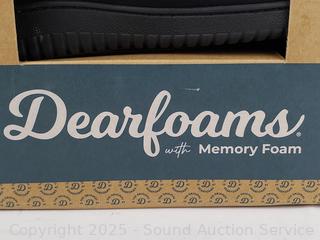 Dearfoams®
with Memory Foam
Copyright 2025 - Sound Auction Service